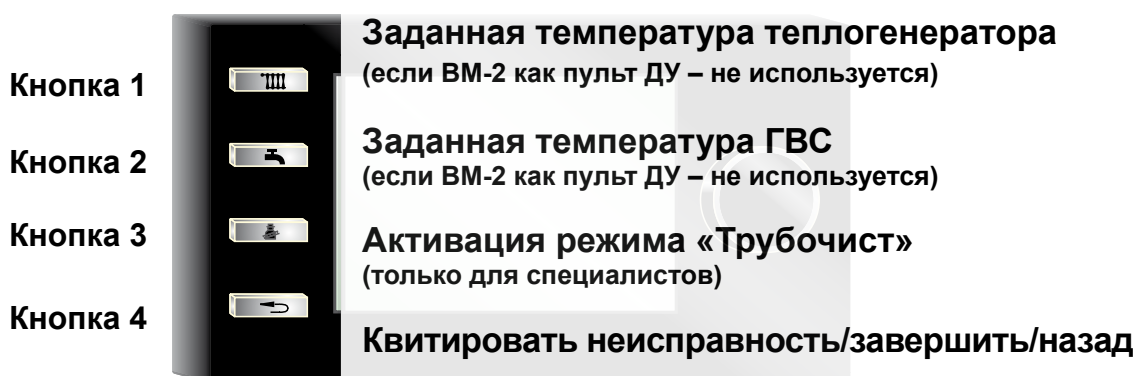 Кнопка 1
Заданная температура теплогенератора
(если BM-2 как пульт ДУ – не используется)
Кнопка 2
Заданная температура ГВС
(если BM-2 как пульт ДУ – не используется)
Кнопка 3
Активация режима «Трубочист»
(только для специалистов)
Кнопка 4
Квитировать неисправность/завершить/назад